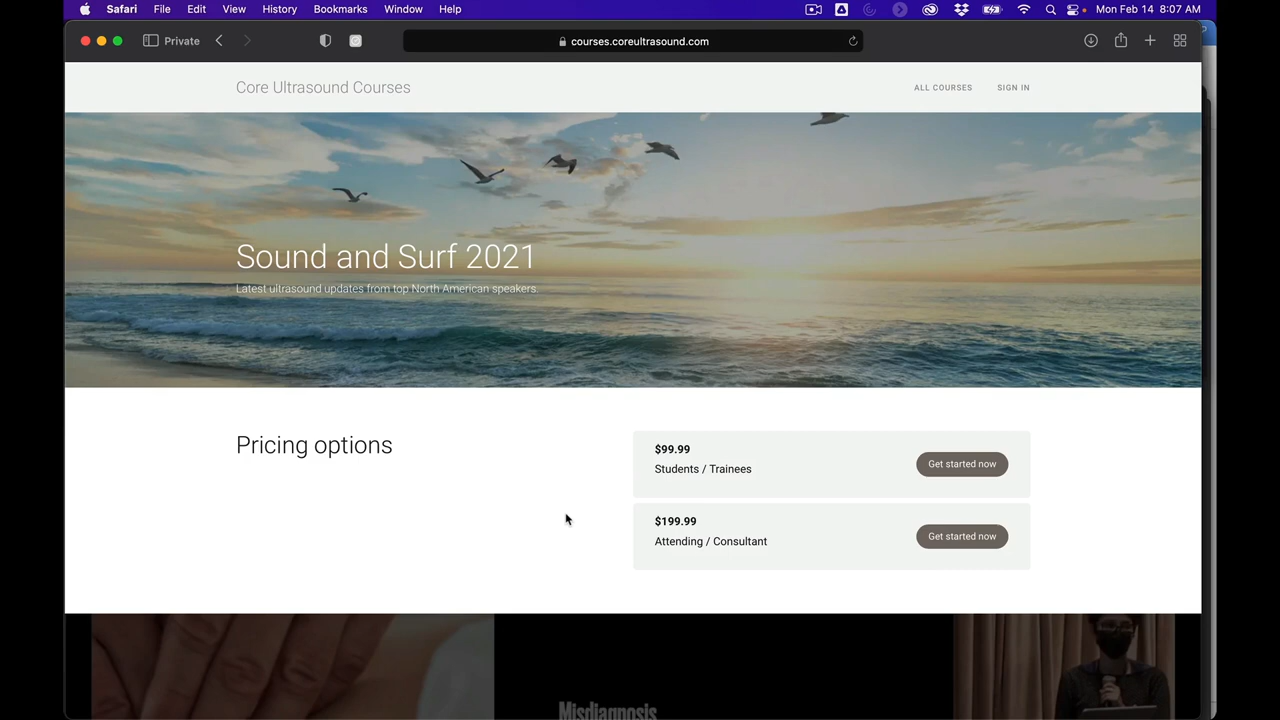 Safari File Edit View History Bookmarks Window Help Mon Feb 14 8:07 AM
Private courses.coreultrasound.com
Core Ultrasound Courses ALL COURSES SIGN IN
Sound and Surf 2021
Latest ultrasound updates from top North American speakers.
Pricing options
$99.99
Students / Trainees
Get started now
$199.99
Attending / Consultant
Get started now
Misdiagnosis